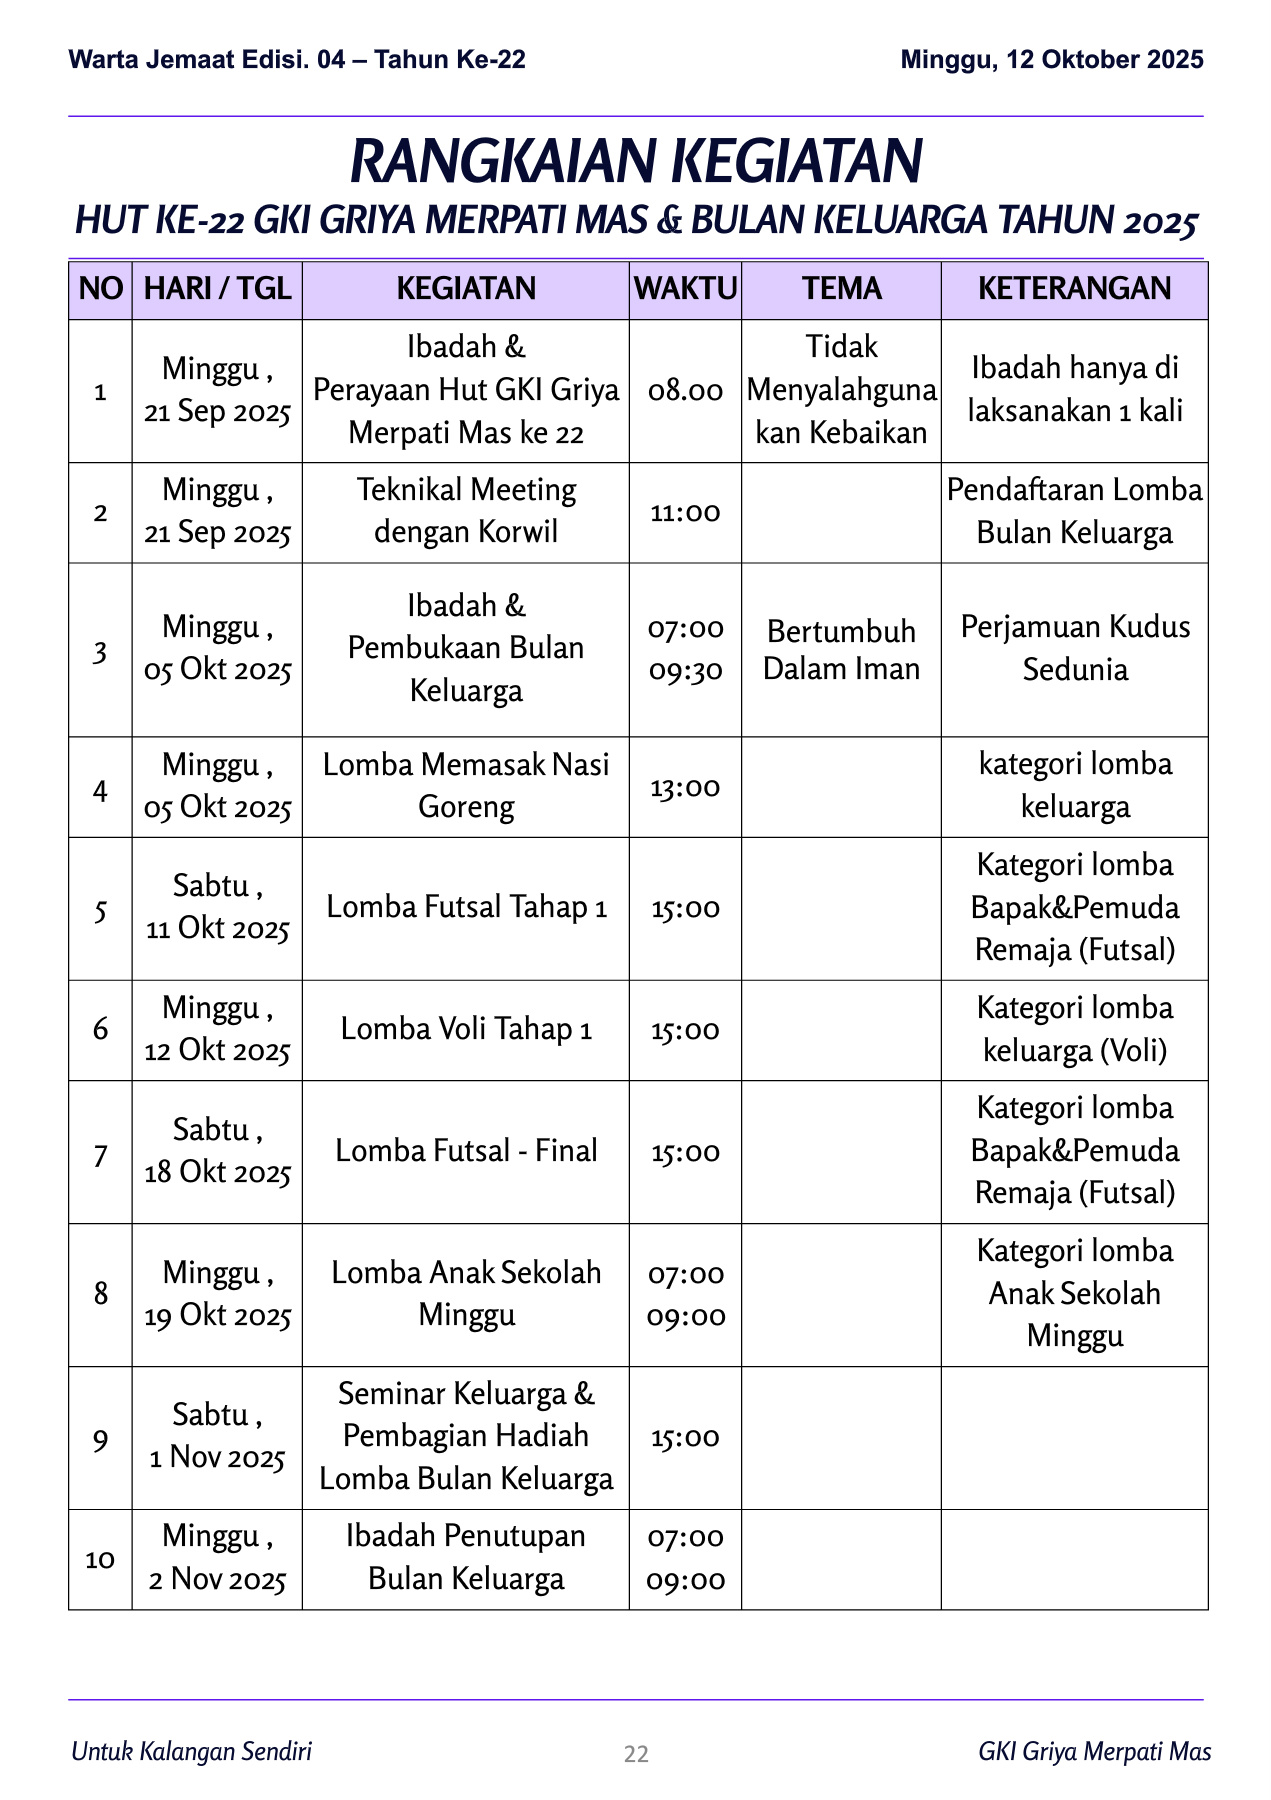 Warta Jemaat Edisi. 04 – Tahun Ke-22
Minggu, 12 Oktober 2025
RANGKAIAN KEGIATAN
HUT KE-22 GKI GRIYA MERPATI MAS & BULAN KELUARGA TAHUN 2025
NO HARI / TGL KEGIATAN WAKTU TEMA KETERANGAN
1
Minggu ,
21 Sep 2025
Ibadah &
Perayaan Hut GKI Griya
Merpati Mas ke 22
08.00
Tidak
Menyalahguna
kan Kebaikan
Ibadah hanya di
laksanakan 1 kali
2
Minggu ,
21 Sep 2025
Teknikal Meeting
dengan Korwil
11:00
Pendaftaran Lomba
Bulan Keluarga
3
Minggu ,
05 Okt 2025
Ibadah &
Pembukaan Bulan
Keluarga
07:00
09:30
Bertumbuh
Dalam Iman
Perjamuan Kudus
Sedunia
4
Minggu ,
05 Okt 2025
Lomba Memasak Nasi
Goreng
13:00
kategori lomba
keluarga
5
Sabtu ,
11 Okt 2025
Lomba Futsal Tahap 1
15:00
Kategori lomba
Bapak&Pemuda
Remaja (Futsal)
6
Minggu ,
12 Okt 2025
Lomba Voli Tahap 1
15:00
Kategori lomba
keluarga (Voli)
7
Sabtu ,
18 Okt 2025
Lomba Futsal - Final
15:00
Kategori lomba
Bapak&Pemuda
Remaja (Futsal)
8
Minggu ,
19 Okt 2025
Lomba Anak Sekolah
Minggu
07:00
09:00
Kategori lomba
Anak Sekolah
Minggu
9
Sabtu ,
1 Nov 2025
Seminar Keluarga &
Pembagian Hadiah
Lomba Bulan Keluarga
15:00
10
Minggu ,
2 Nov 2025
Ibadah Penutupan
Bulan Keluarga
07:00
09:00
Untuk Kalangan Sendiri
22
GKI Griya Merpati Mas